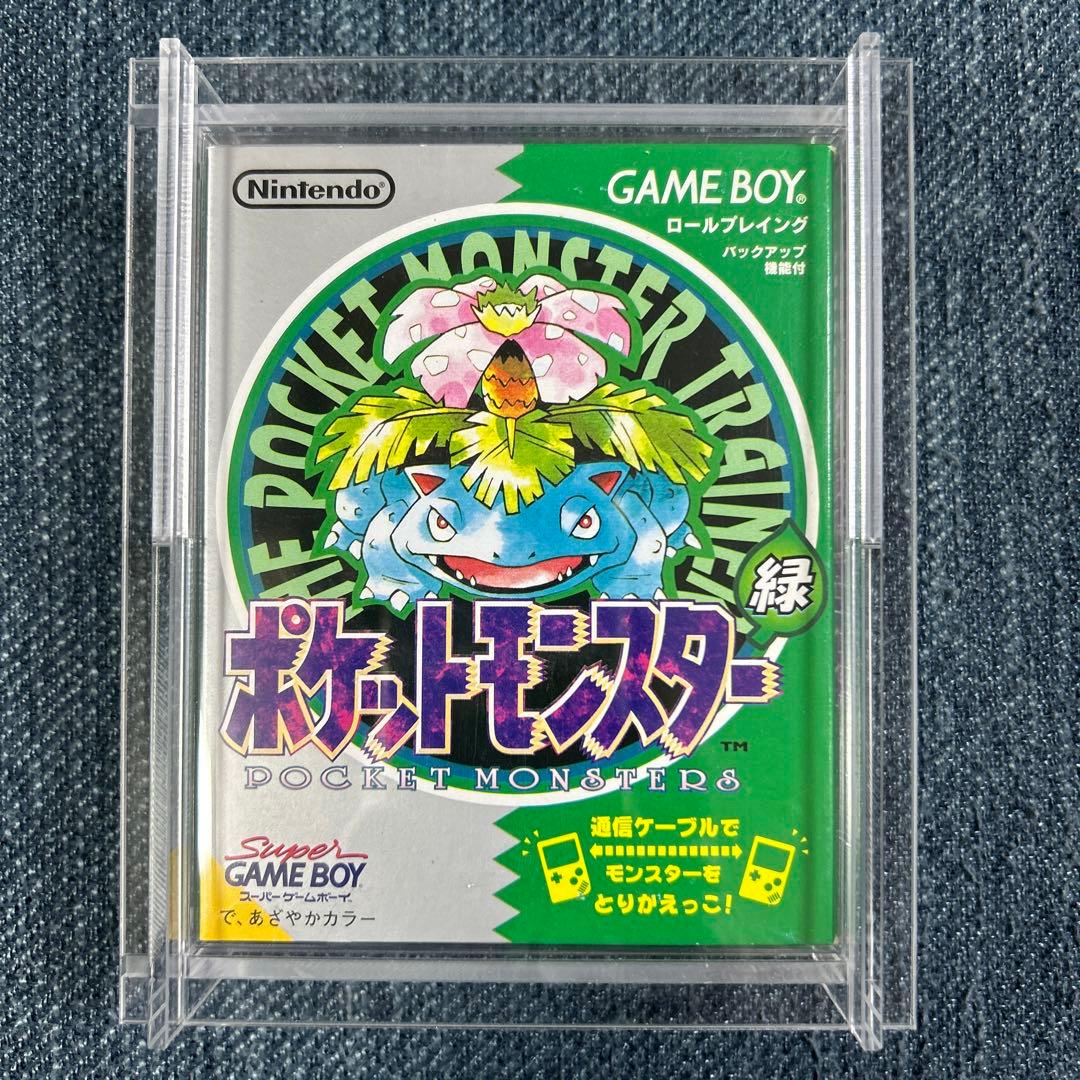 Nintendo®
GAME BOY®
ロールプレイング
バックアップ
機能付
THE POCKET MONSTER TRAINER
緑
ポケットモンスター
TM
POCKET MONSTERS
通信ケーブルで
モンスターを
とりかえっこ!
Super
GAME BOY
スーパーゲームボーイ
で、あざやかカラー